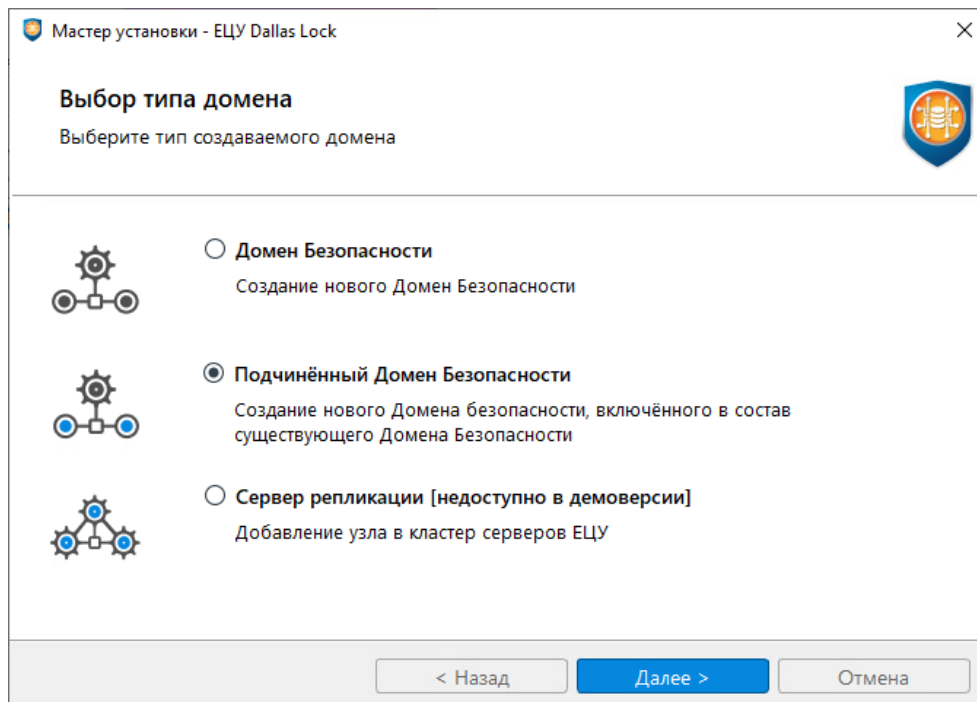 Мастер установки - ЕЦУ Dallas Lock
Выбор типа домена
Выберите тип создаваемого домена
Домен Безопасности
Создание нового Домен Безопасности
Подчинённый Домен Безопасности
Создание нового Домена безопасности, включённого в состав
существующего Домена Безопасности
Сервер репликации [недоступно в демоверсии]
Добавление узла в кластер серверов ЕЦУ
< Назад
Далее >
Отмена